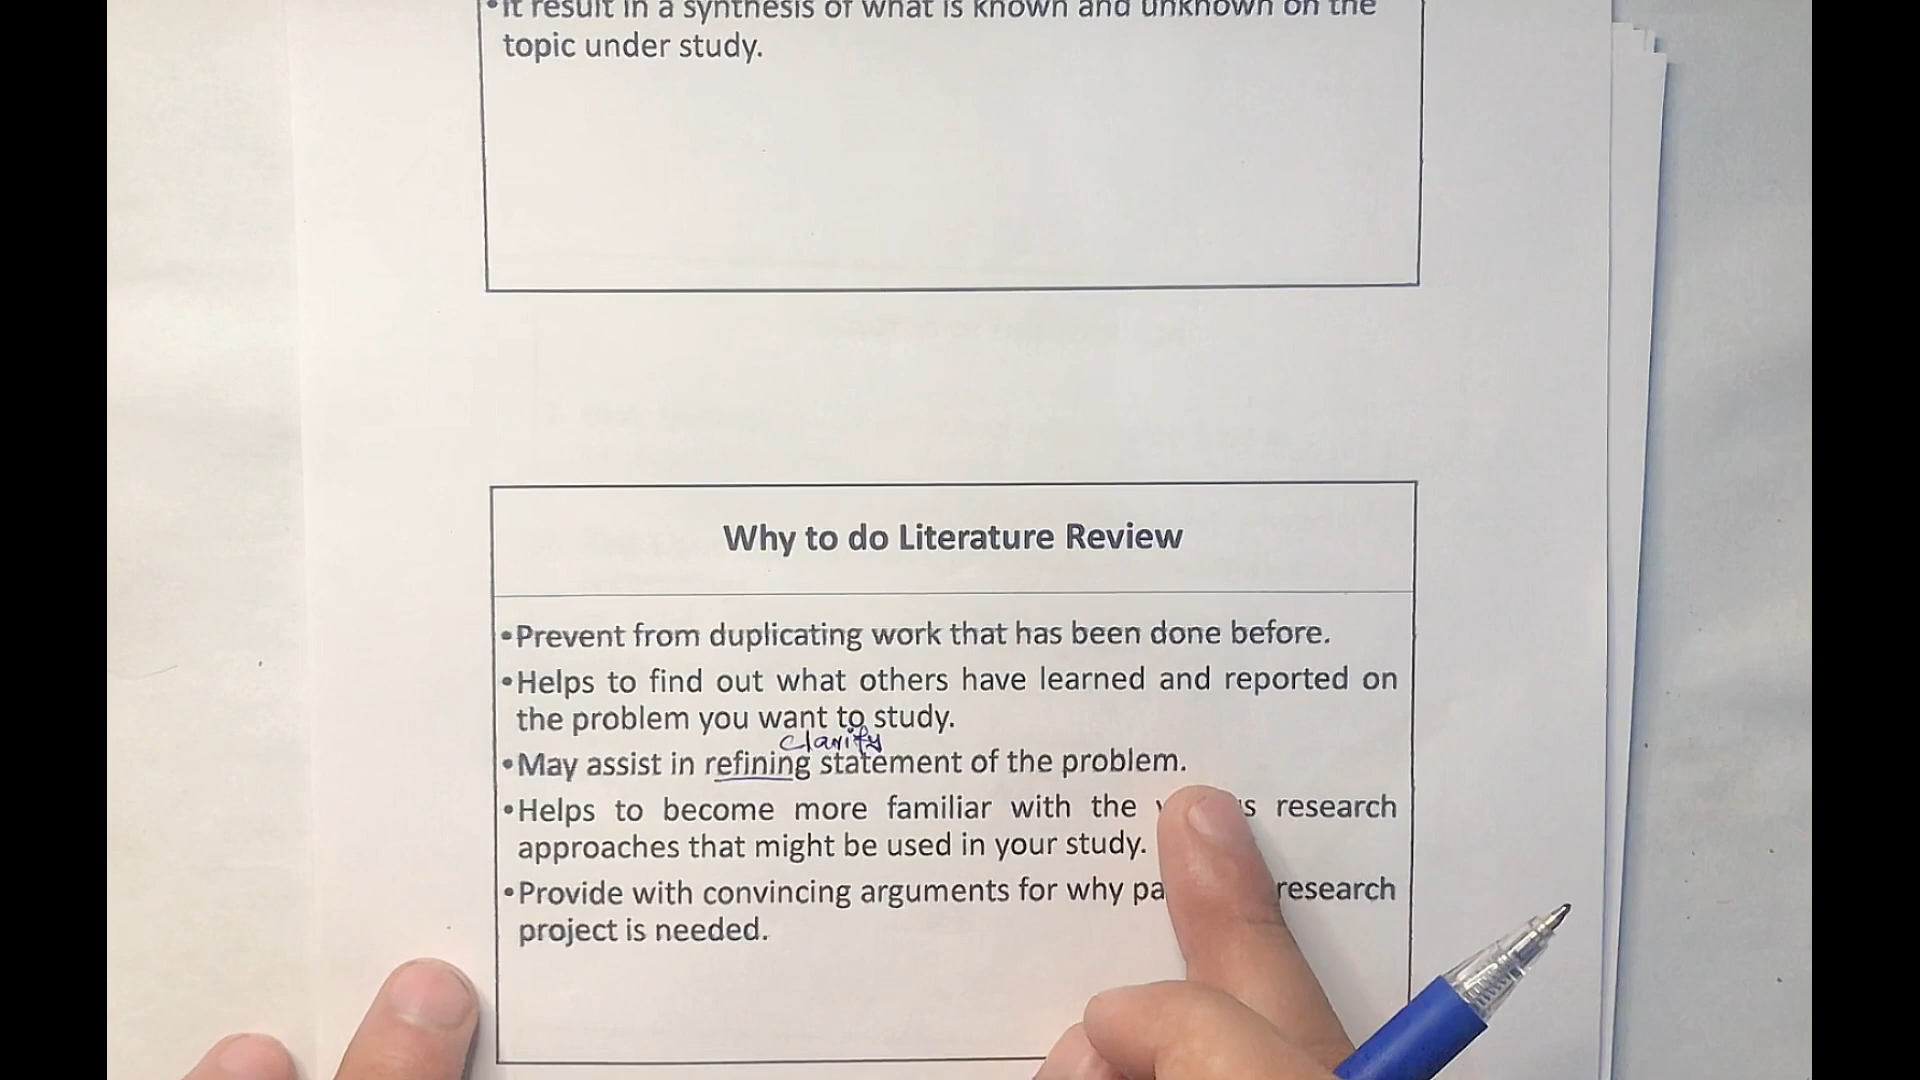 •It result in a synthesis of what is known and unknown on the
topic under study.
Why to do Literature Review
•Prevent from duplicating work that has been done before.
•Helps to find out what others have learned and reported on
the problem you want to study.
clarify
•May assist in refining statement of the problem.
•Helps to become more familiar with the research
approaches that might be used in your study.
•Provide with convincing arguments for why research
project is needed.